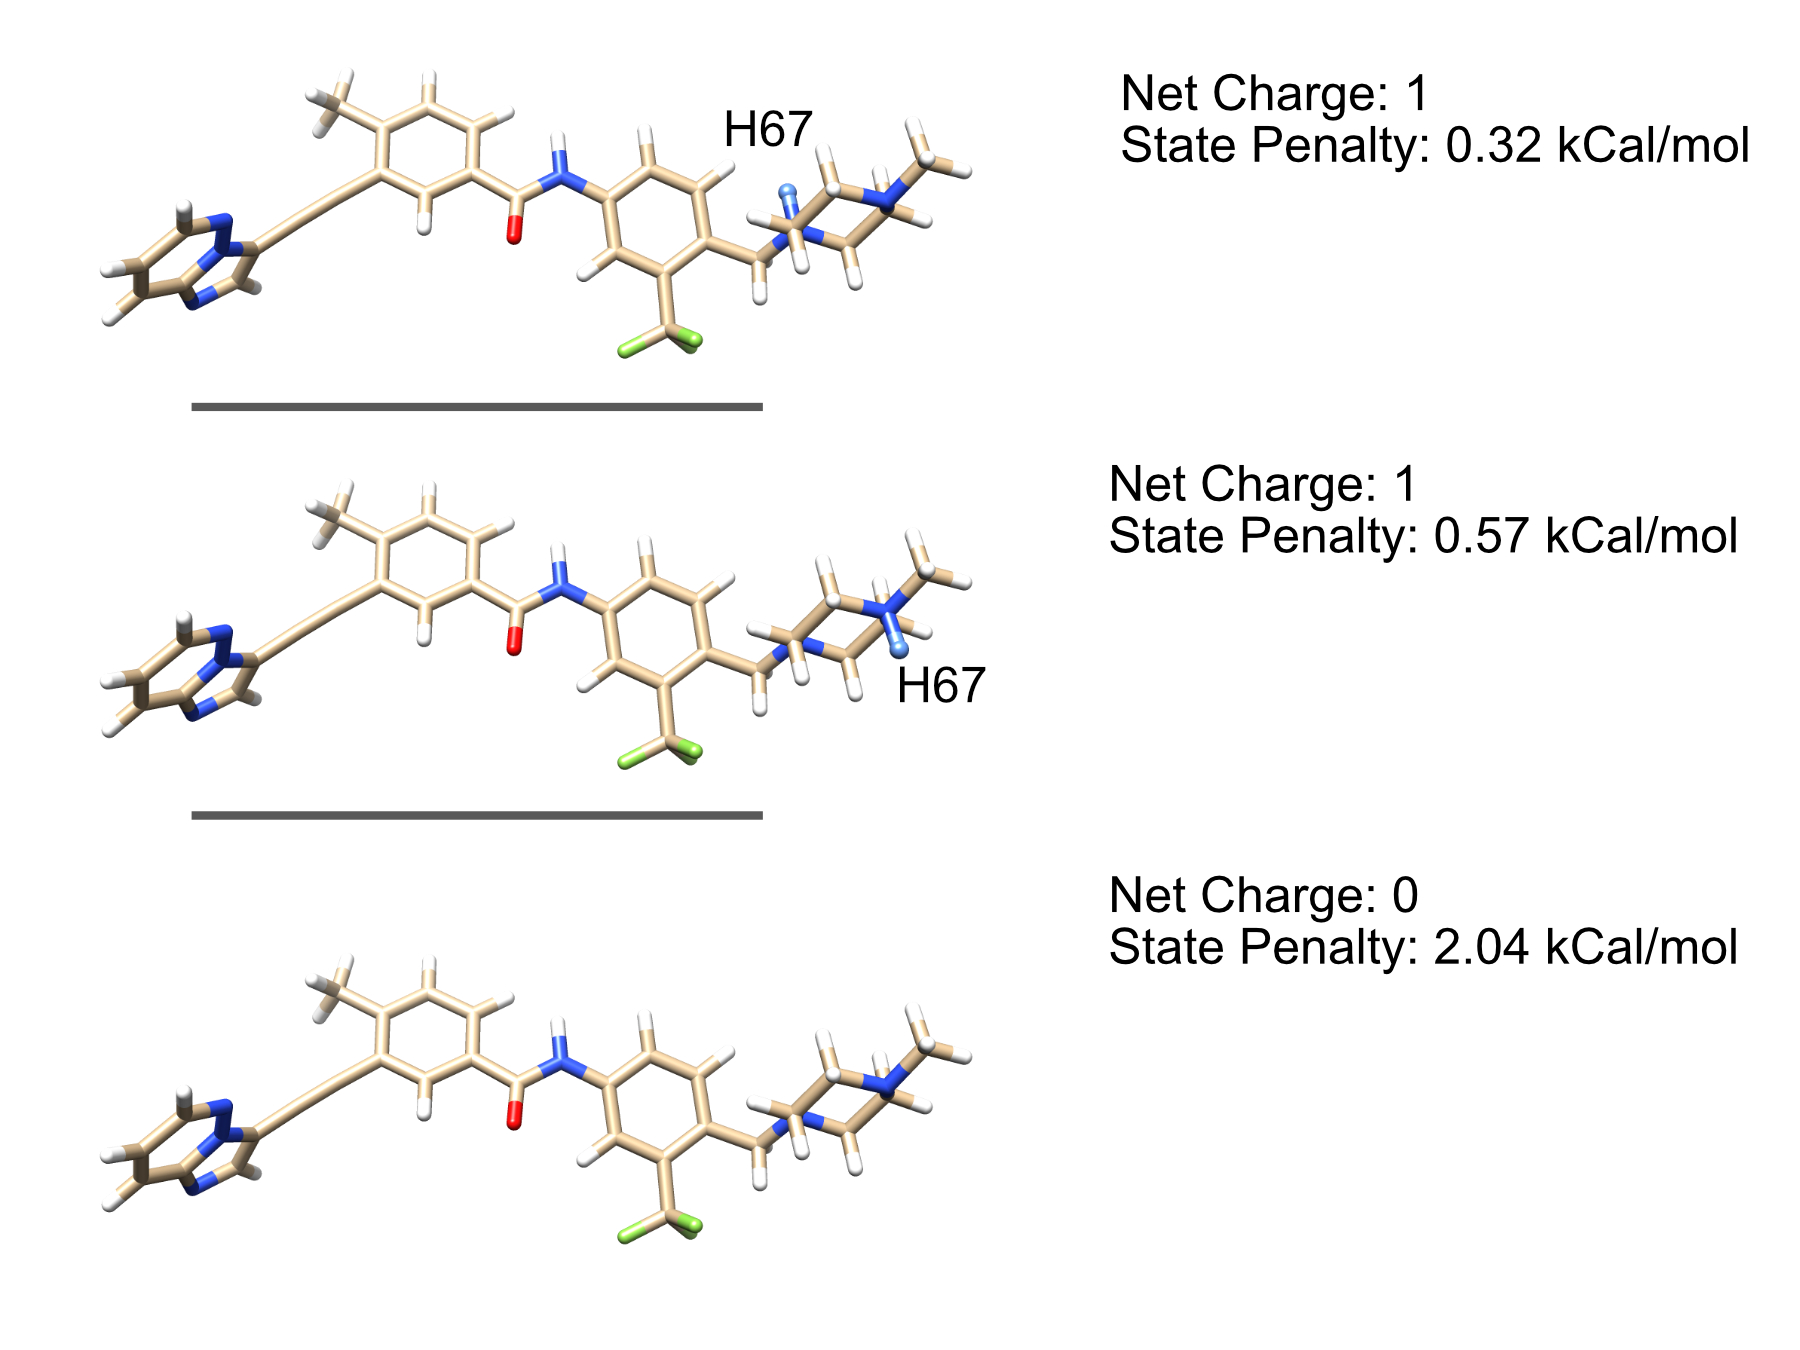 H67
Net Charge: 1
State Penalty: 0.32 kCal/mol
Net Charge: 1
State Penalty: 0.57 kCal/mol
H67
Net Charge: 0
State Penalty: 2.04 kCal/mol